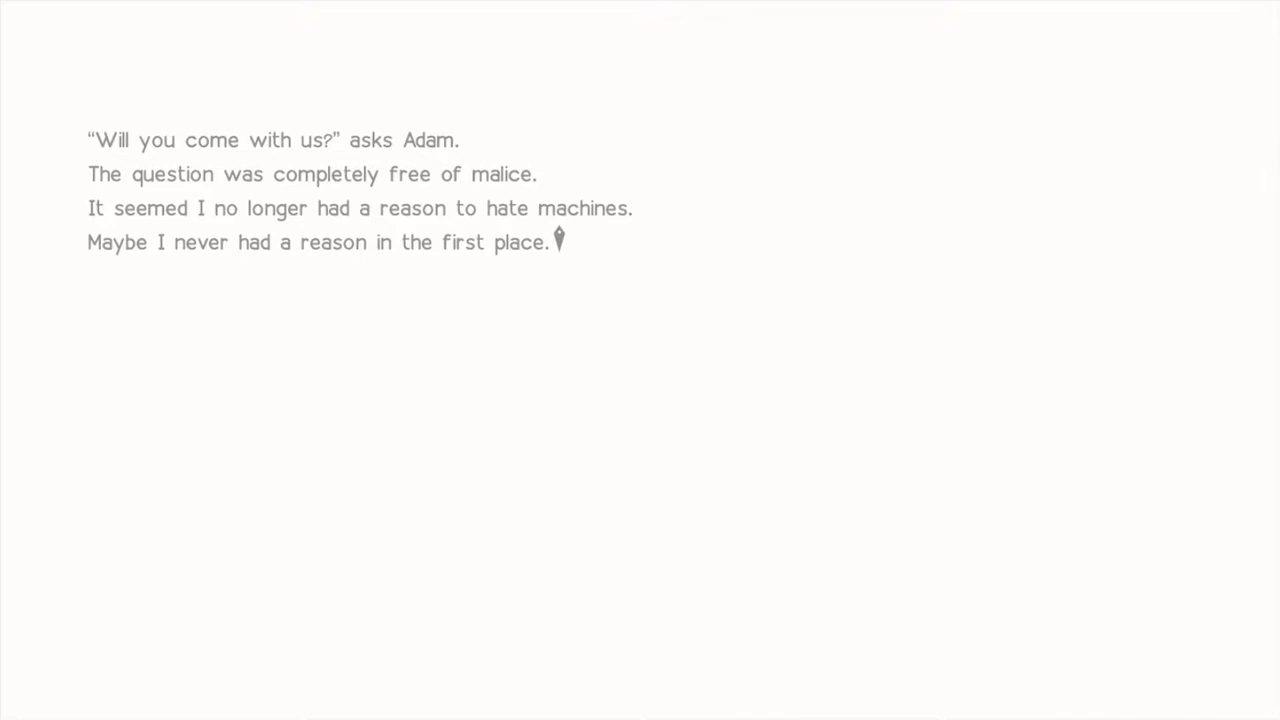 “Will you come with us?” asks Adam.
The question was completely free of malice.
It seemed I no longer had a reason to hate machines.
Maybe I never had a reason in the first place.